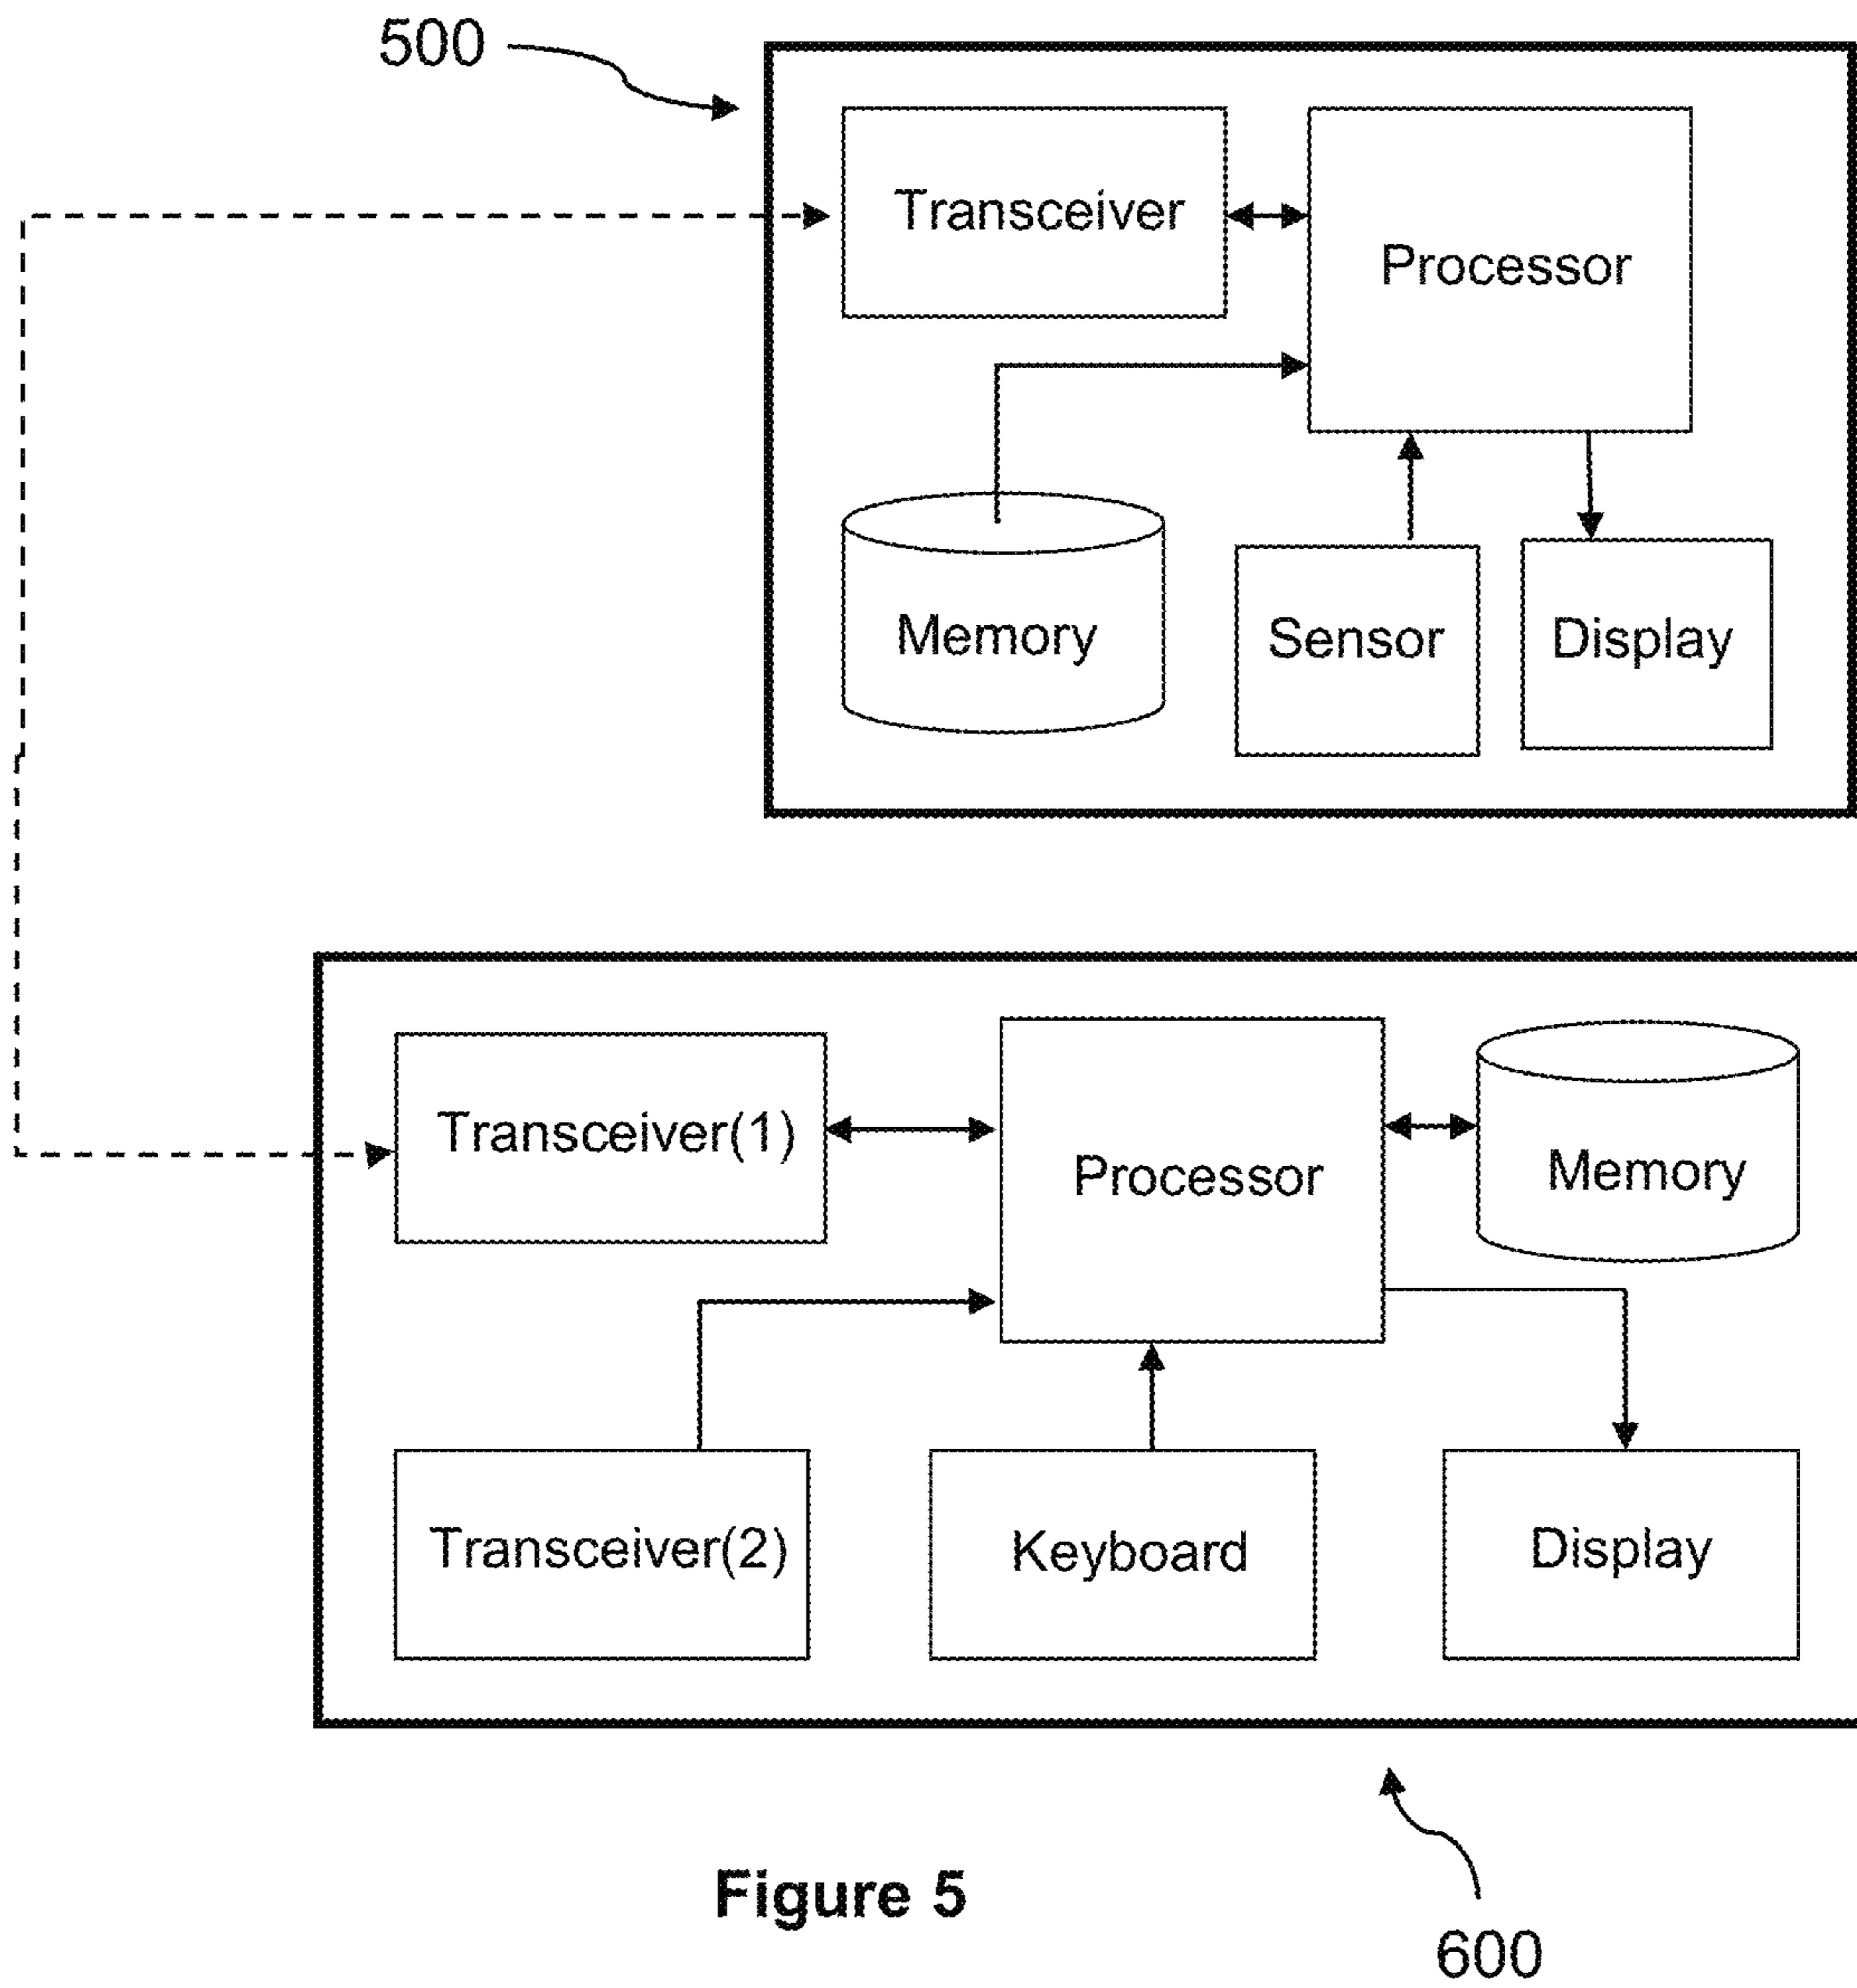 500
Transceiver
Processor
Memory
Sensor
Display
Transceiver(1)
Processor
Memory
Transceiver(2)
Keyboard
Display
Figure 5
600